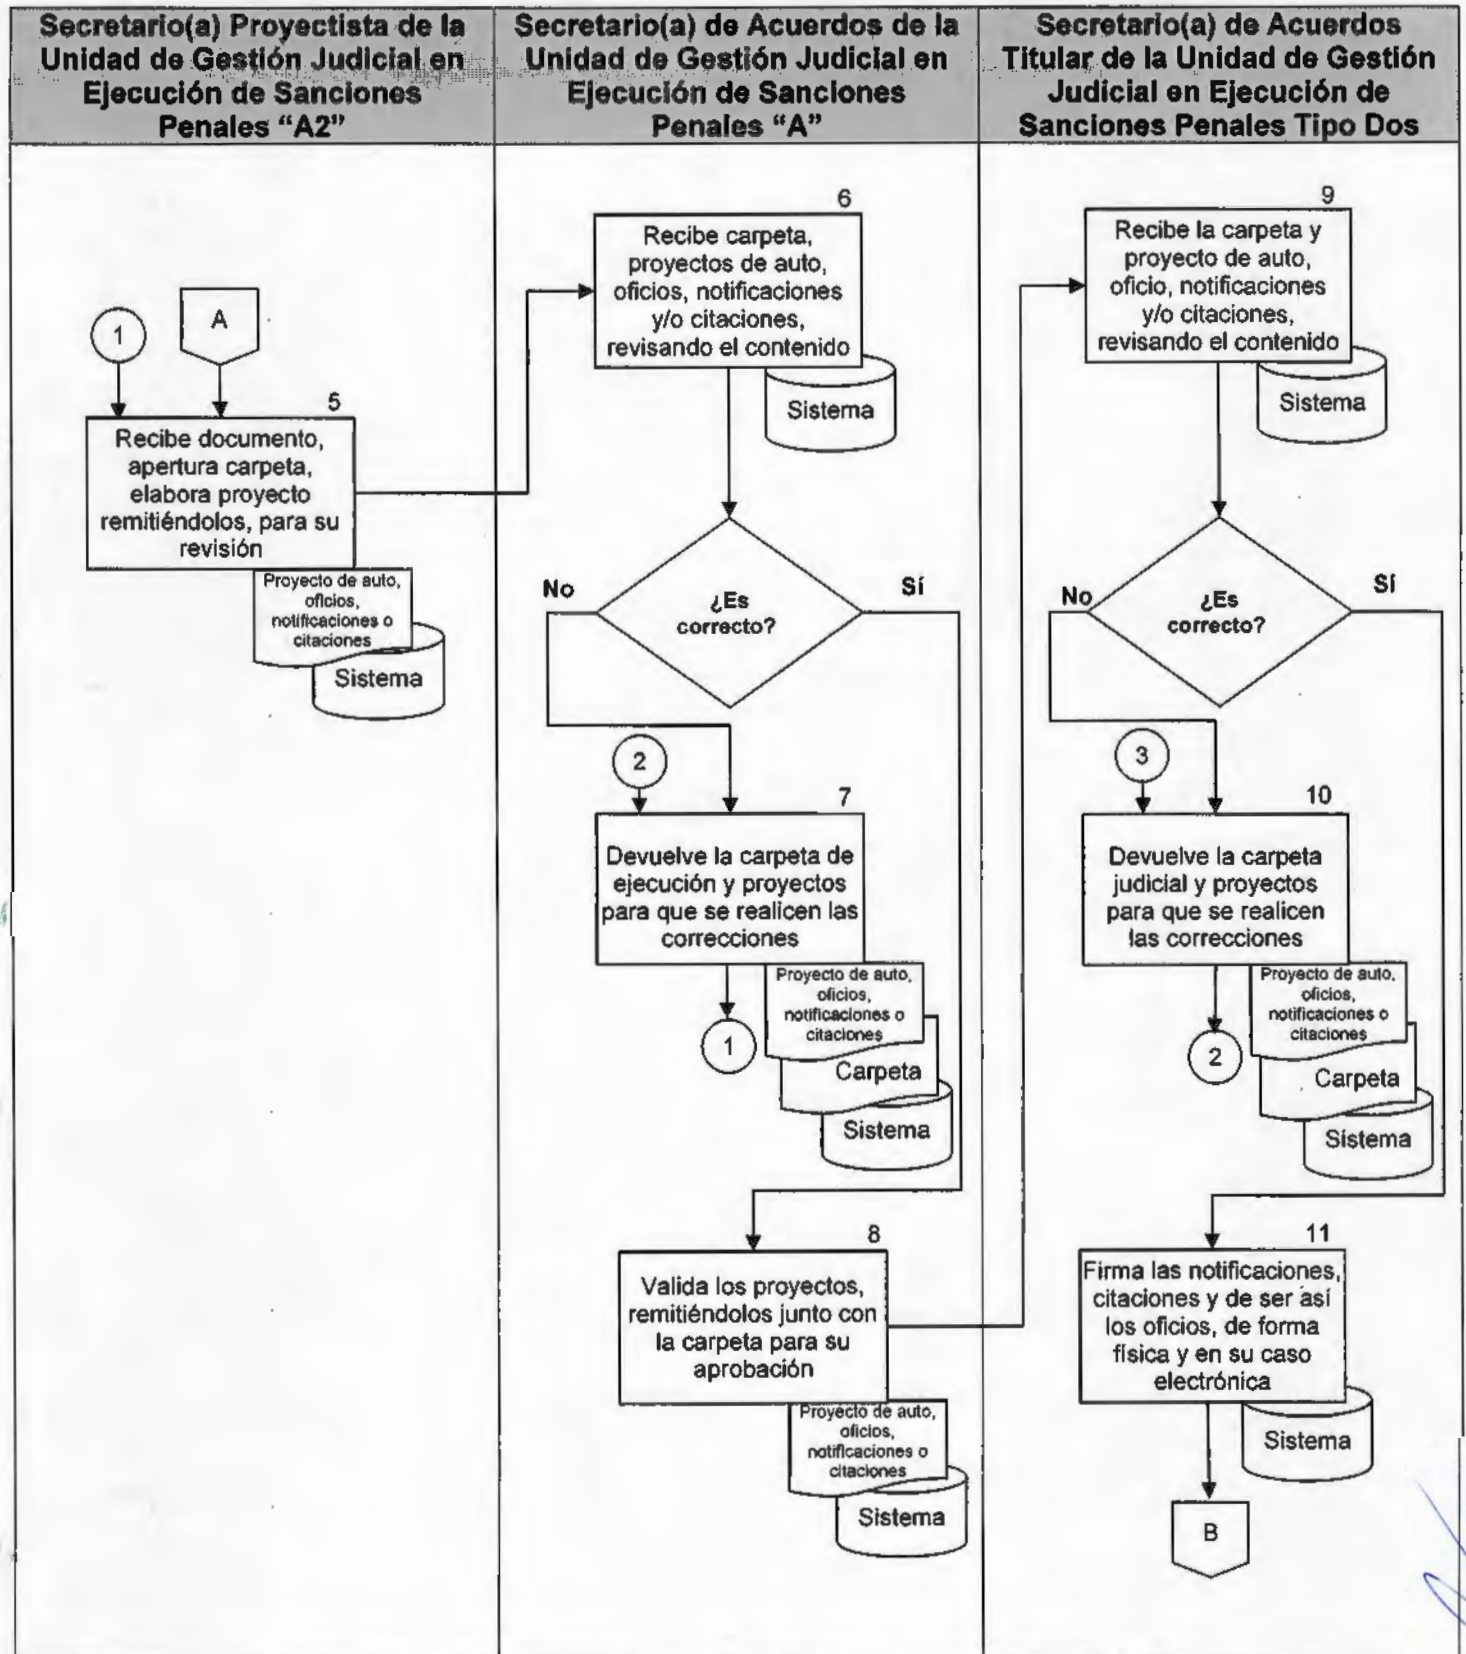 Secretario(a) Proyectista de la
Unidad de Gestión Judicial en
Ejecución de Sanciones
Penales “A2”
Secretario(a) de Acuerdos de la
Unidad de Gestión Judicial en
Ejecución de Sanciones
Penales “A”
Secretario(a) de Acuerdos
Titular de la Unidad de Gestión
Judicial en Ejecución de
Sanciones Penales Tipo Dos
1
A
5
Recibe documento,
apertura carpeta,
elabora proyecto
remitiéndolos, para su
revisión
Proyecto de auto,
oficios,
notificaciones o
citaciones
Sistema
6
Recibe carpeta,
proyectos de auto,
oficios, notificaciones
y/o citaciones,
revisando el contenido
Sistema
No
¿Es
correcto?
Sí
2
7
Devuelve la carpeta de
ejecución y proyectos
para que se realicen las
correcciones
1
Proyecto de auto,
oficios,
notificaciones o
citaciones
Carpeta
Sistema
8
Valida los proyectos,
remitiéndolos junto con
la carpeta para su
aprobación
Proyecto de auto,
oficios,
notificaciones o
citaciones
Sistema
9
Recibe la carpeta y
proyecto de auto,
oficio, notificaciones
y/o citaciones,
revisando el contenido
Sistema
No
¿Es
correcto?
Sí
3
10
Devuelve la carpeta
judicial y proyectos
para que se realicen
las correcciones
2
Proyecto de auto,
oficios,
notificaciones o
citaciones
Carpeta
Sistema
11
Firma las notificaciones,
citaciones y de ser así
los oficios, de forma
física y en su caso
electrónica
Sistema
B